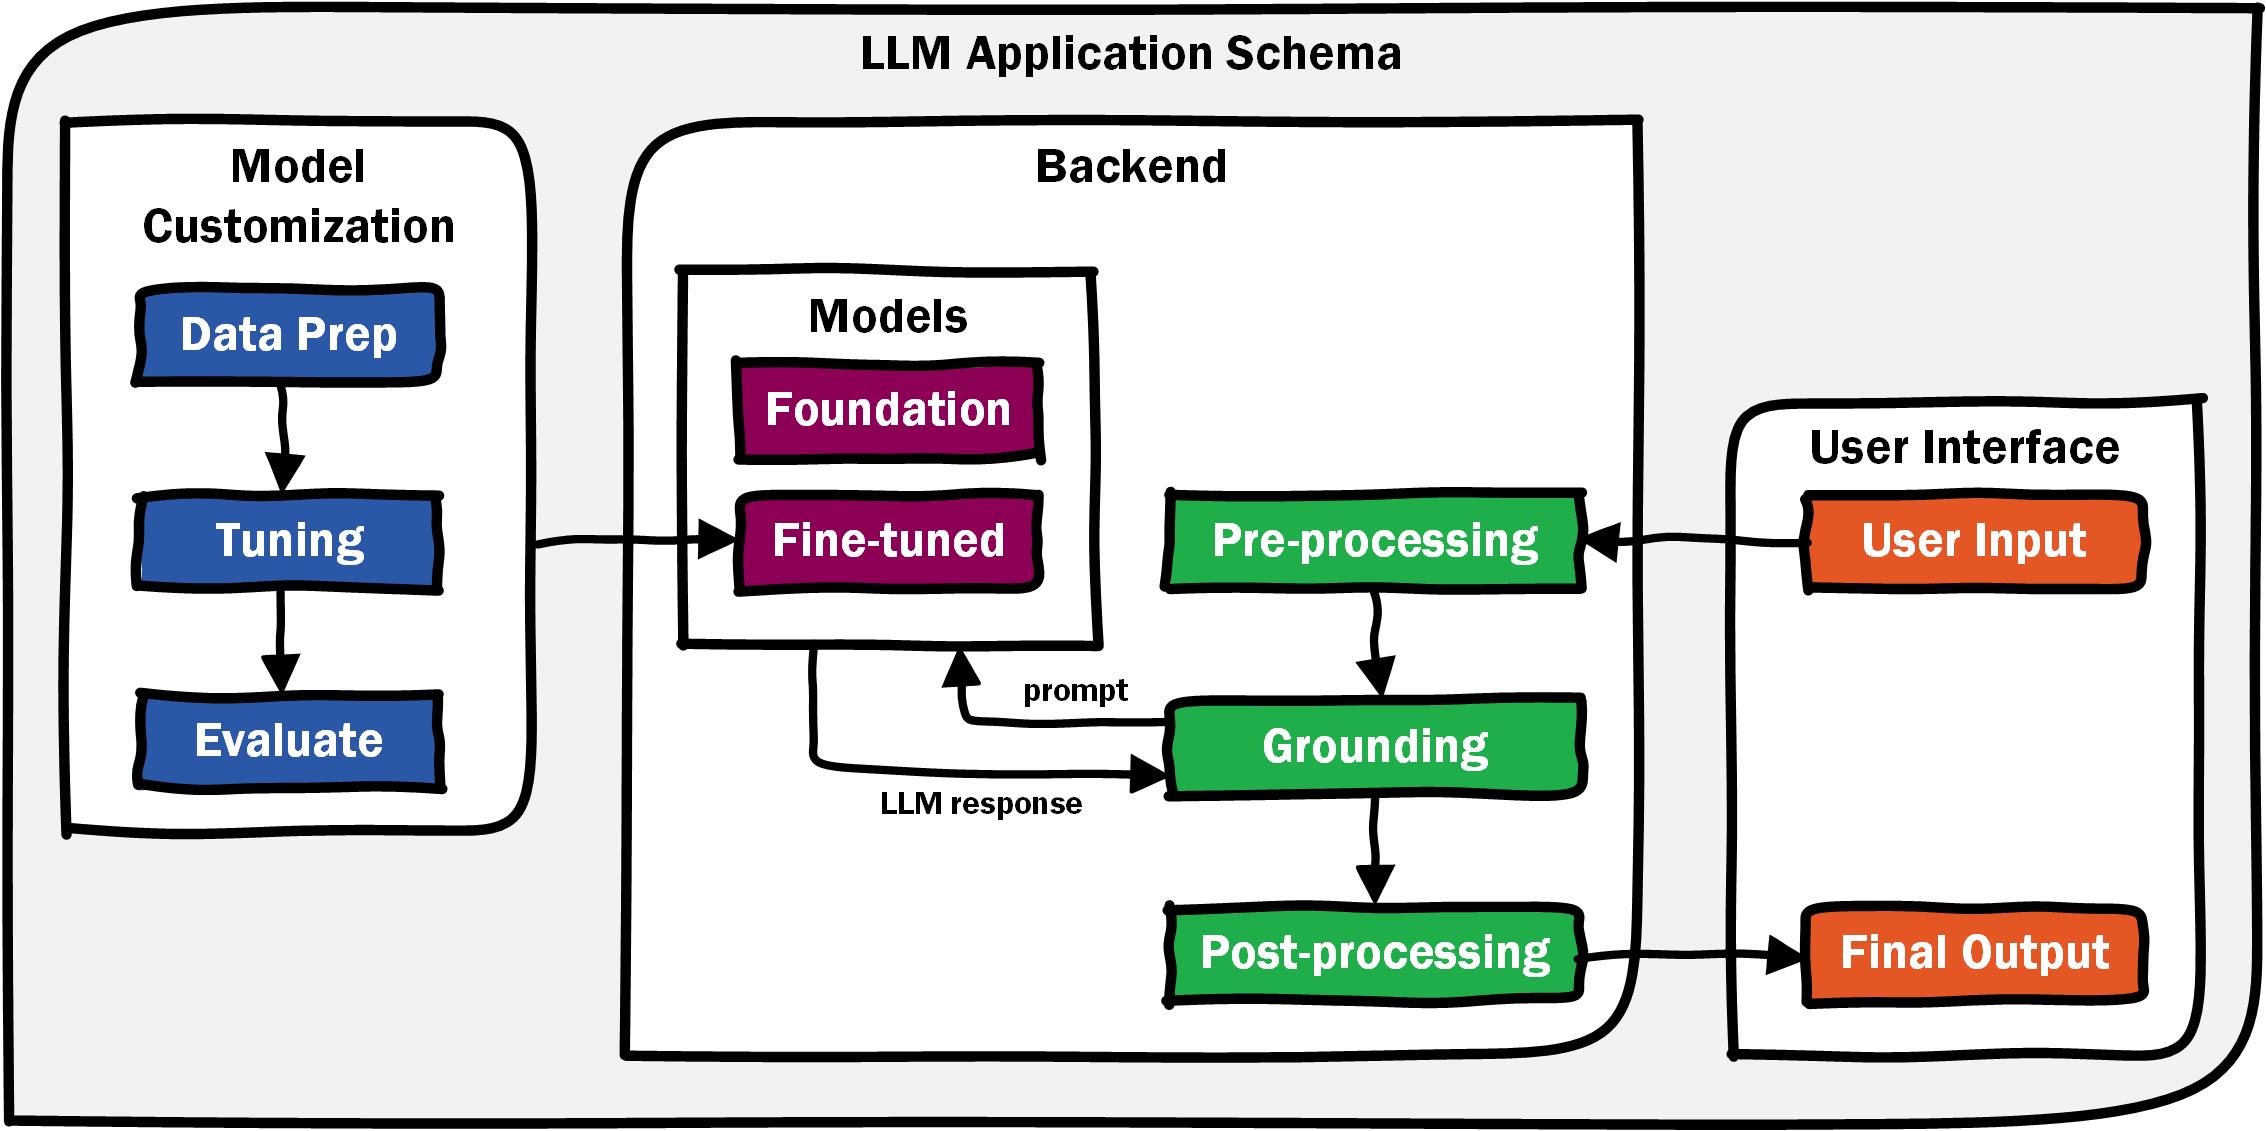 LLM Application Schema
Model
Customization
Data Prep
Tuning
Evaluate
Backend
Models
Foundation
Fine-tuned
Pre-processing
prompt
Grounding
LLM response
Post-processing
User Interface
User Input
Final Output